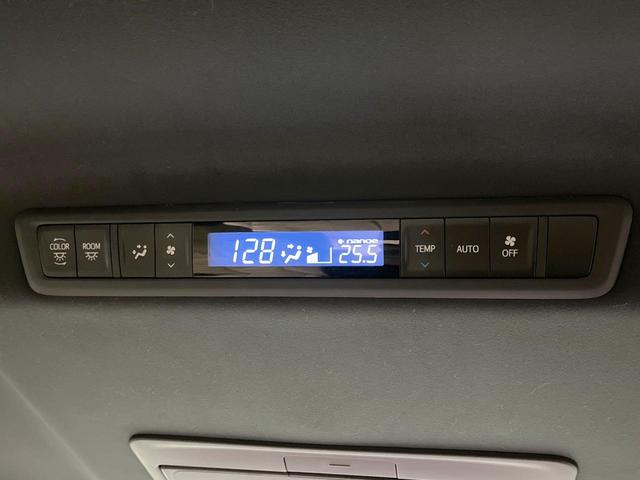 COLOR
ROOM
128
nanoe
25.5
TEMP
AUTO
OFF